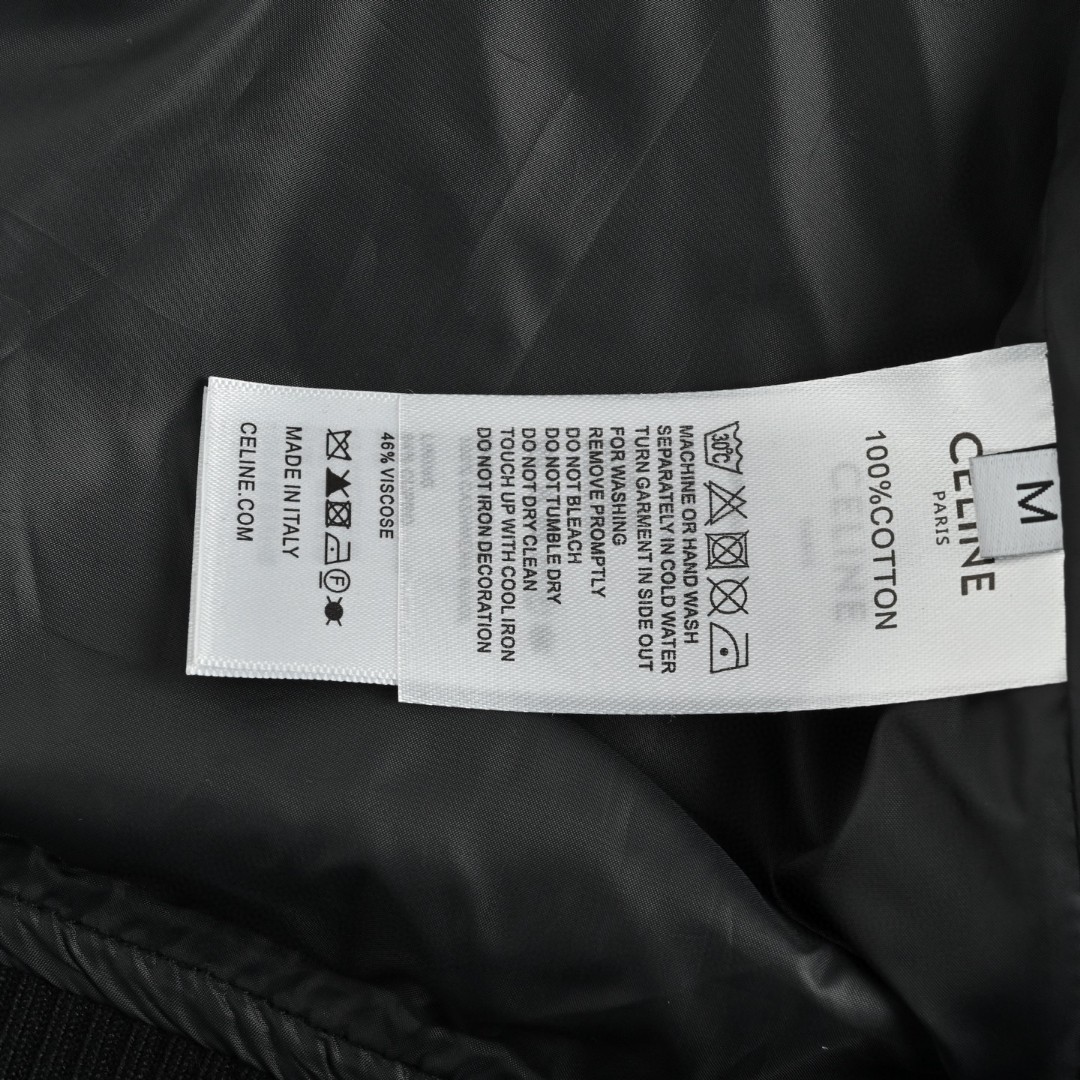 M
CELINE
PARIS
100%COTTON
30℃
MACHINE OR HAND WASH
SEPARATELY IN COLD WATER
TURN GARMENT IN SIDE OUT
FOR WASHING
REMOVE PROMPTLY
DO NOT BLEACH
DO NOT TUMBLE DRY
DO NOT DRY CLEAN
TOUCH UP WITH COOL IRON
DO NOT IRON DECORATION
46% VISCOSE
F
MADE IN ITALY
CELINE.COM